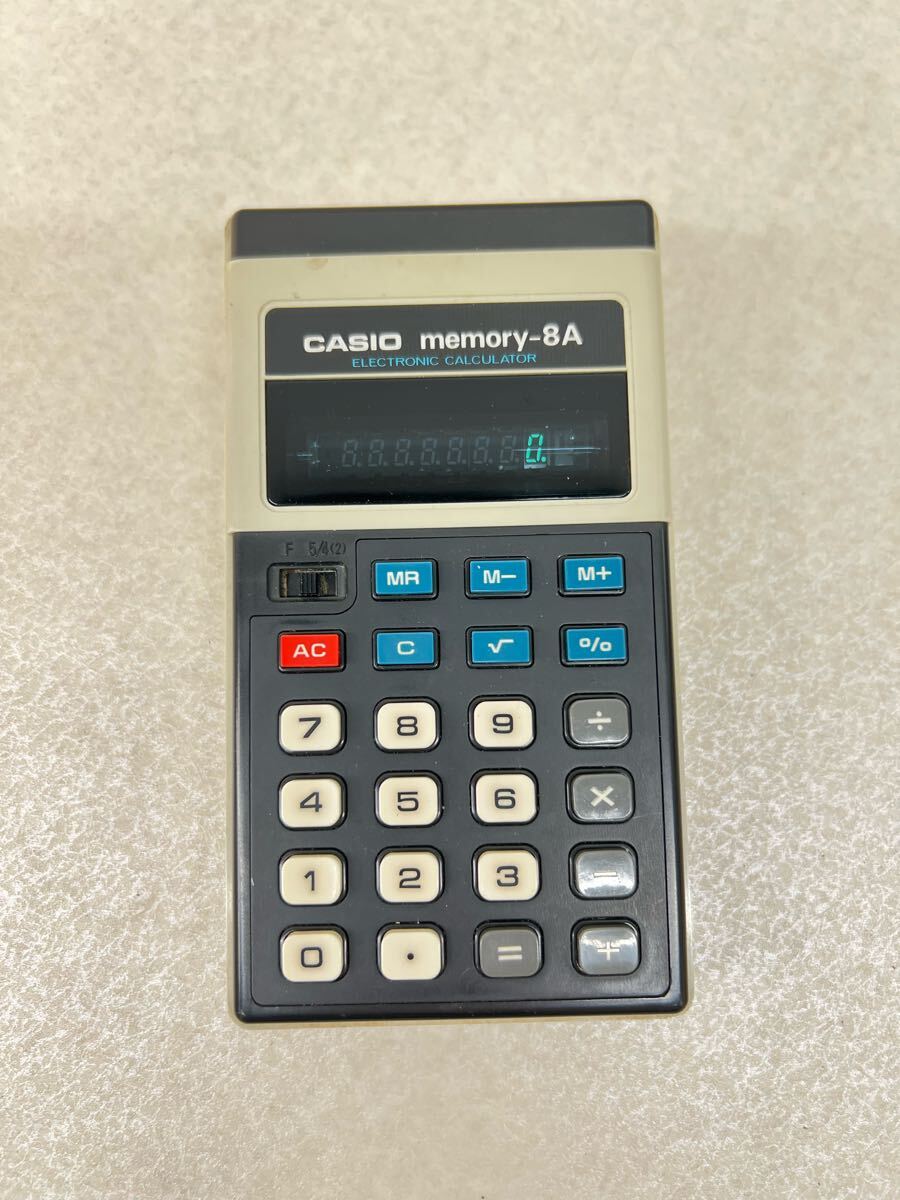 CASIO memory-8A
ELECTRONIC CALCULATOR
0.
F 5/4(2)
MR M− M+
AC C √ %
7 8 9 ÷
4 5 6 ×
1 2 3 −
0 · = +